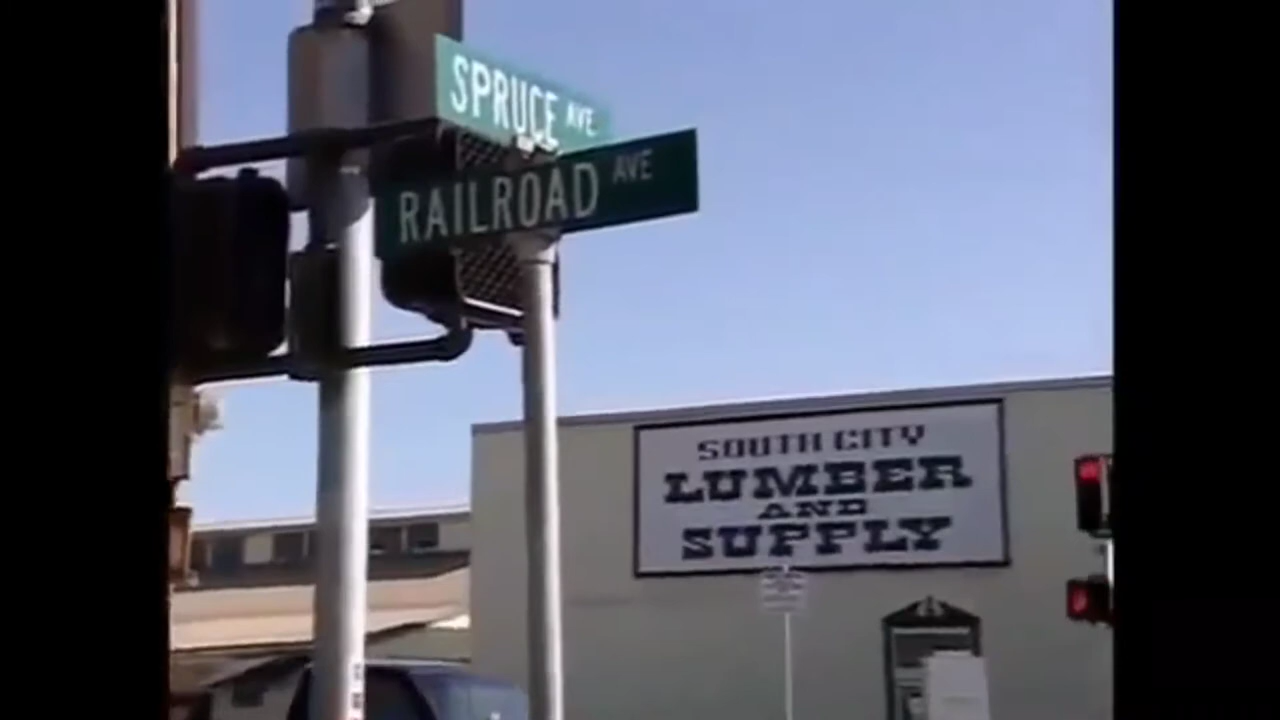 SPRUCE AVE
RAILROAD AVE
SOUTH CITY
LUMBER
AND
SUPPLY